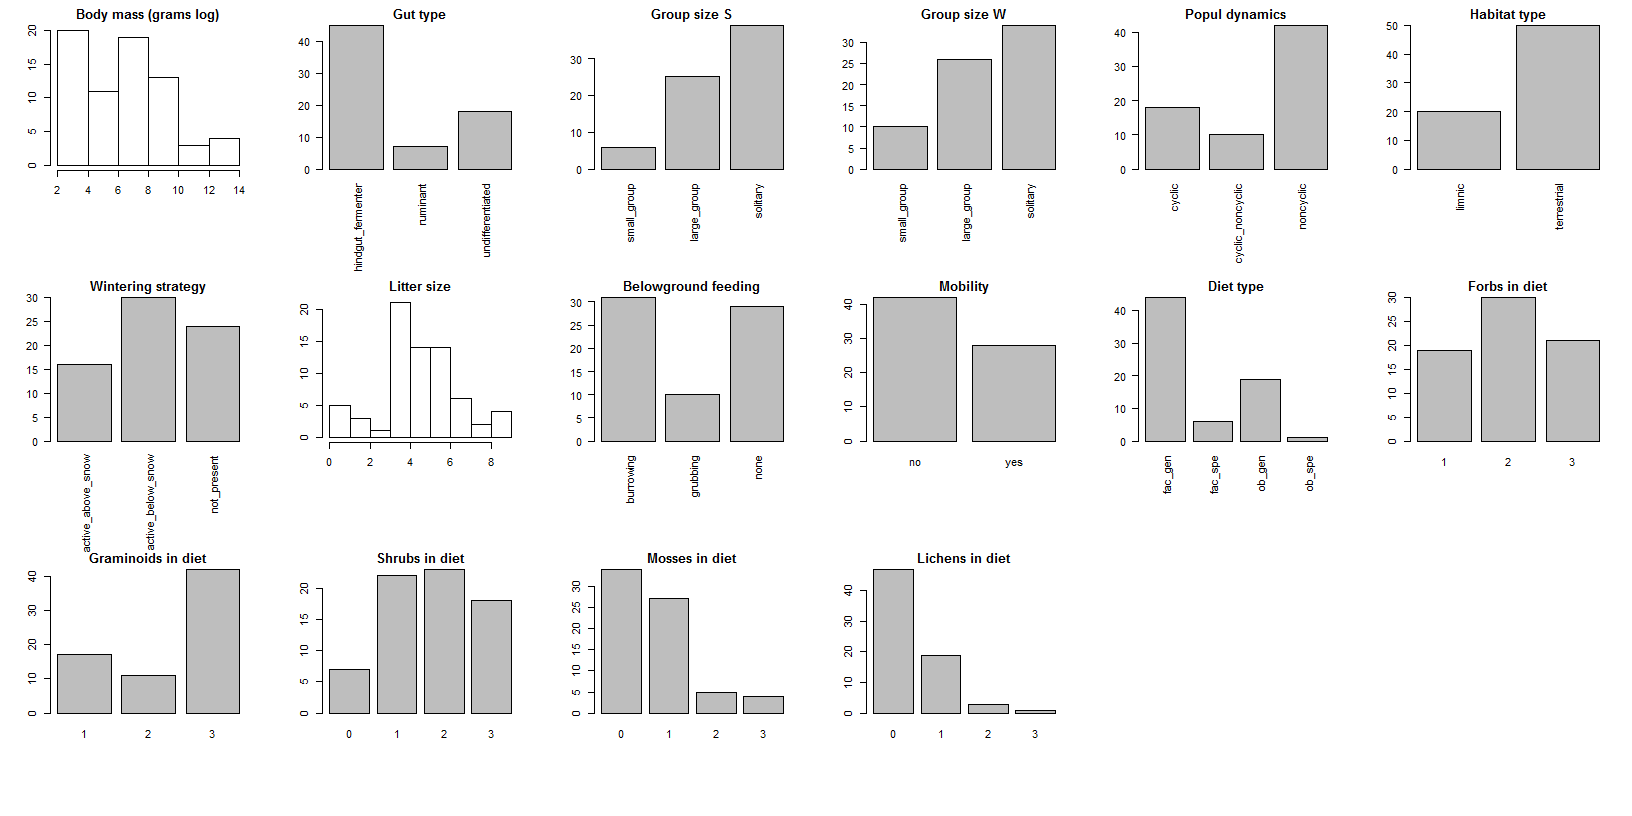 Body mass (grams log)
20
15
10
5
0
2 4 6 8 10 12 14
Gut type
40
30
20
10
0
hindgut_fermenter
ruminant
undifferentiated
Group size S
30
20
10
0
small_group
large_group
solitary
Group size W
30
25
20
15
10
5
0
small_group
large_group
solitary
Popul dynamics
40
30
20
10
0
cyclic
cyclic_noncyclic
noncyclic
Habitat type
50
40
30
20
10
0
limnic
terrestrial
Wintering strategy
30
25
20
15
10
5
0
active_above_snow
active_below_snow
not_present
Litter size
20
15
10
5
0
0 2 4 6 8
Belowground feeding
30
25
20
15
10
5
0
burrowing
grubbing
none
Mobility
40
30
20
10
0
no yes
Diet type
40
30
20
10
0
fac_gen
fac_spe
ob_gen
ob_spe
Forbs in diet
30
25
20
15
10
5
0
1 2 3
Graminoids in diet
40
30
20
10
0
1 2 3
Shrubs in diet
20
15
10
5
0
0 1 2 3
Mosses in diet
30
25
20
15
10
5
0
0 1 2 3
Lichens in diet
40
30
20
10
0
0 1 2 3